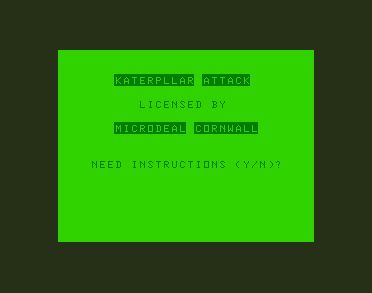 KATERPLLAR ATTACK
LICENSED BY
MICRODEAL CORNWALL
NEED INSTRUCTIONS (Y/N)?